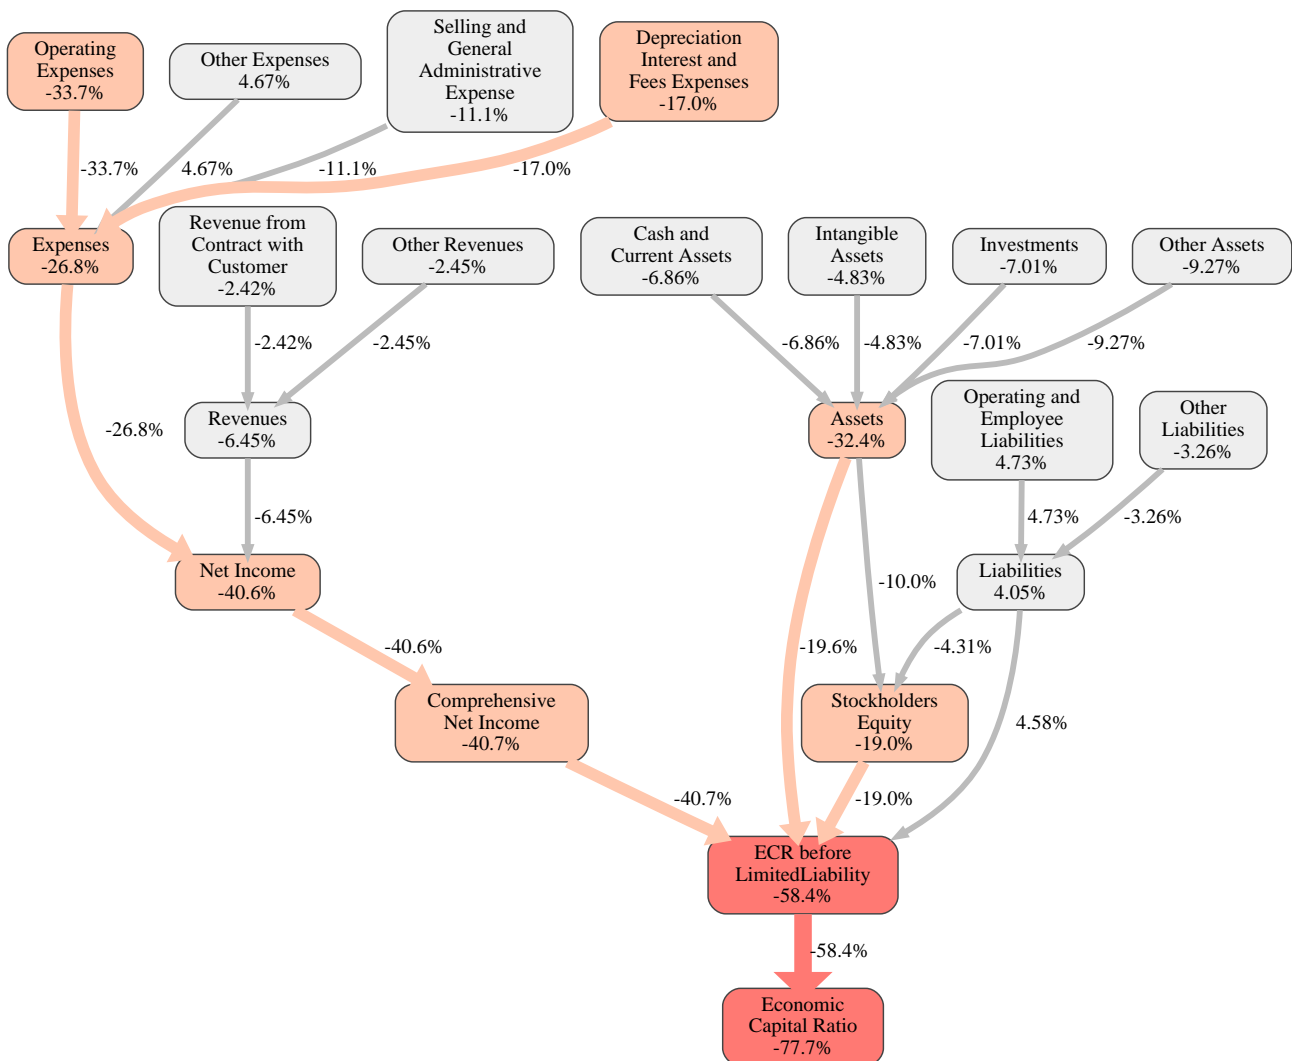 Operating
Expenses
-33.7%
Other Expenses
4.67%
Selling and
General
Administrative
Expense
-11.1%
Depreciation
Interest and
Fees Expenses
-17.0%
-33.7%
4.67%
-11.1%
-17.0%
Expenses
-26.8%
Revenue from
Contract with
Customer
-2.42%
Other Revenues
-2.45%
Cash and
Current Assets
-6.86%
Intangible
Assets
-4.83%
Investments
-7.01%
Other Assets
-9.27%
-2.42%
-2.45%
-6.86%
-4.83%
-7.01%
-9.27%
-26.8%
Revenues
-6.45%
Assets
-32.4%
Operating and
Employee
Liabilities
4.73%
Other
Liabilities
-3.26%
-6.45%
4.73%
-3.26%
Net Income
-40.6%
-10.0%
Liabilities
4.05%
-40.6%
-19.6%
-4.31%
Comprehensive
Net Income
-40.7%
Stockholders
Equity
-19.0%
4.58%
-40.7%
-19.0%
ECR before
LimitedLiability
-58.4%
-58.4%
Economic
Capital Ratio
-77.7%